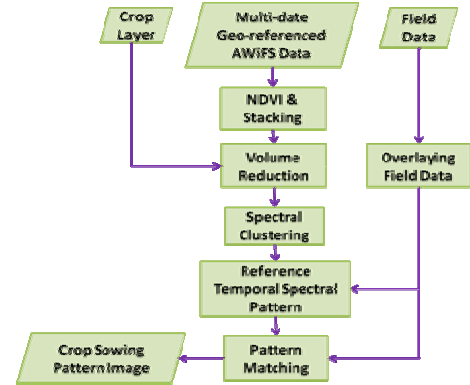 Crop
Layer
Multi-date
Geo-referenced
AWiFS Data
Field
Data
NDVI &
Stacking
Volume
Reduction
Overlaying
Field Data
Spectral
Clustering
Reference
Temporal Spectral
Pattern
Crop Sowing
Pattern Image
Pattern
Matching